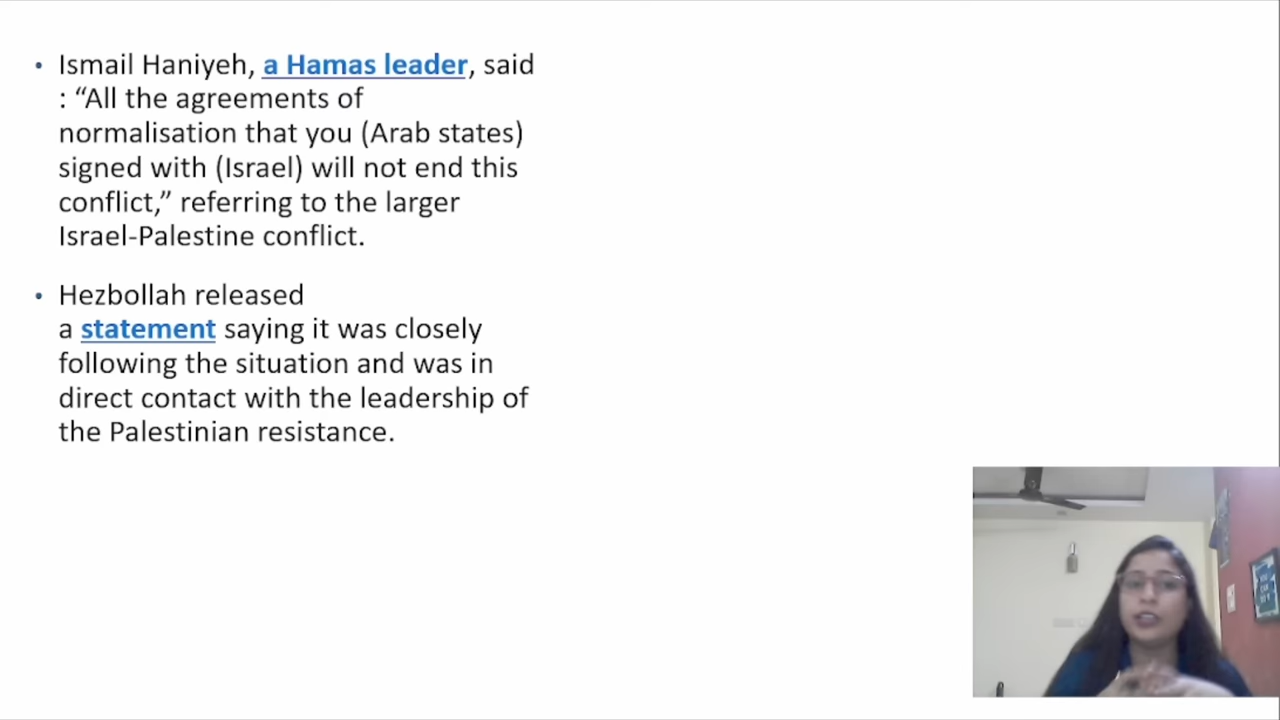 • Ismail Haniyeh, a Hamas leader, said
: “All the agreements of
normalisation that you (Arab states)
signed with (Israel) will not end this
conflict,” referring to the larger
Israel-Palestine conflict.
• Hezbollah released
a statement saying it was closely
following the situation and was in
direct contact with the leadership of
the Palestinian resistance.